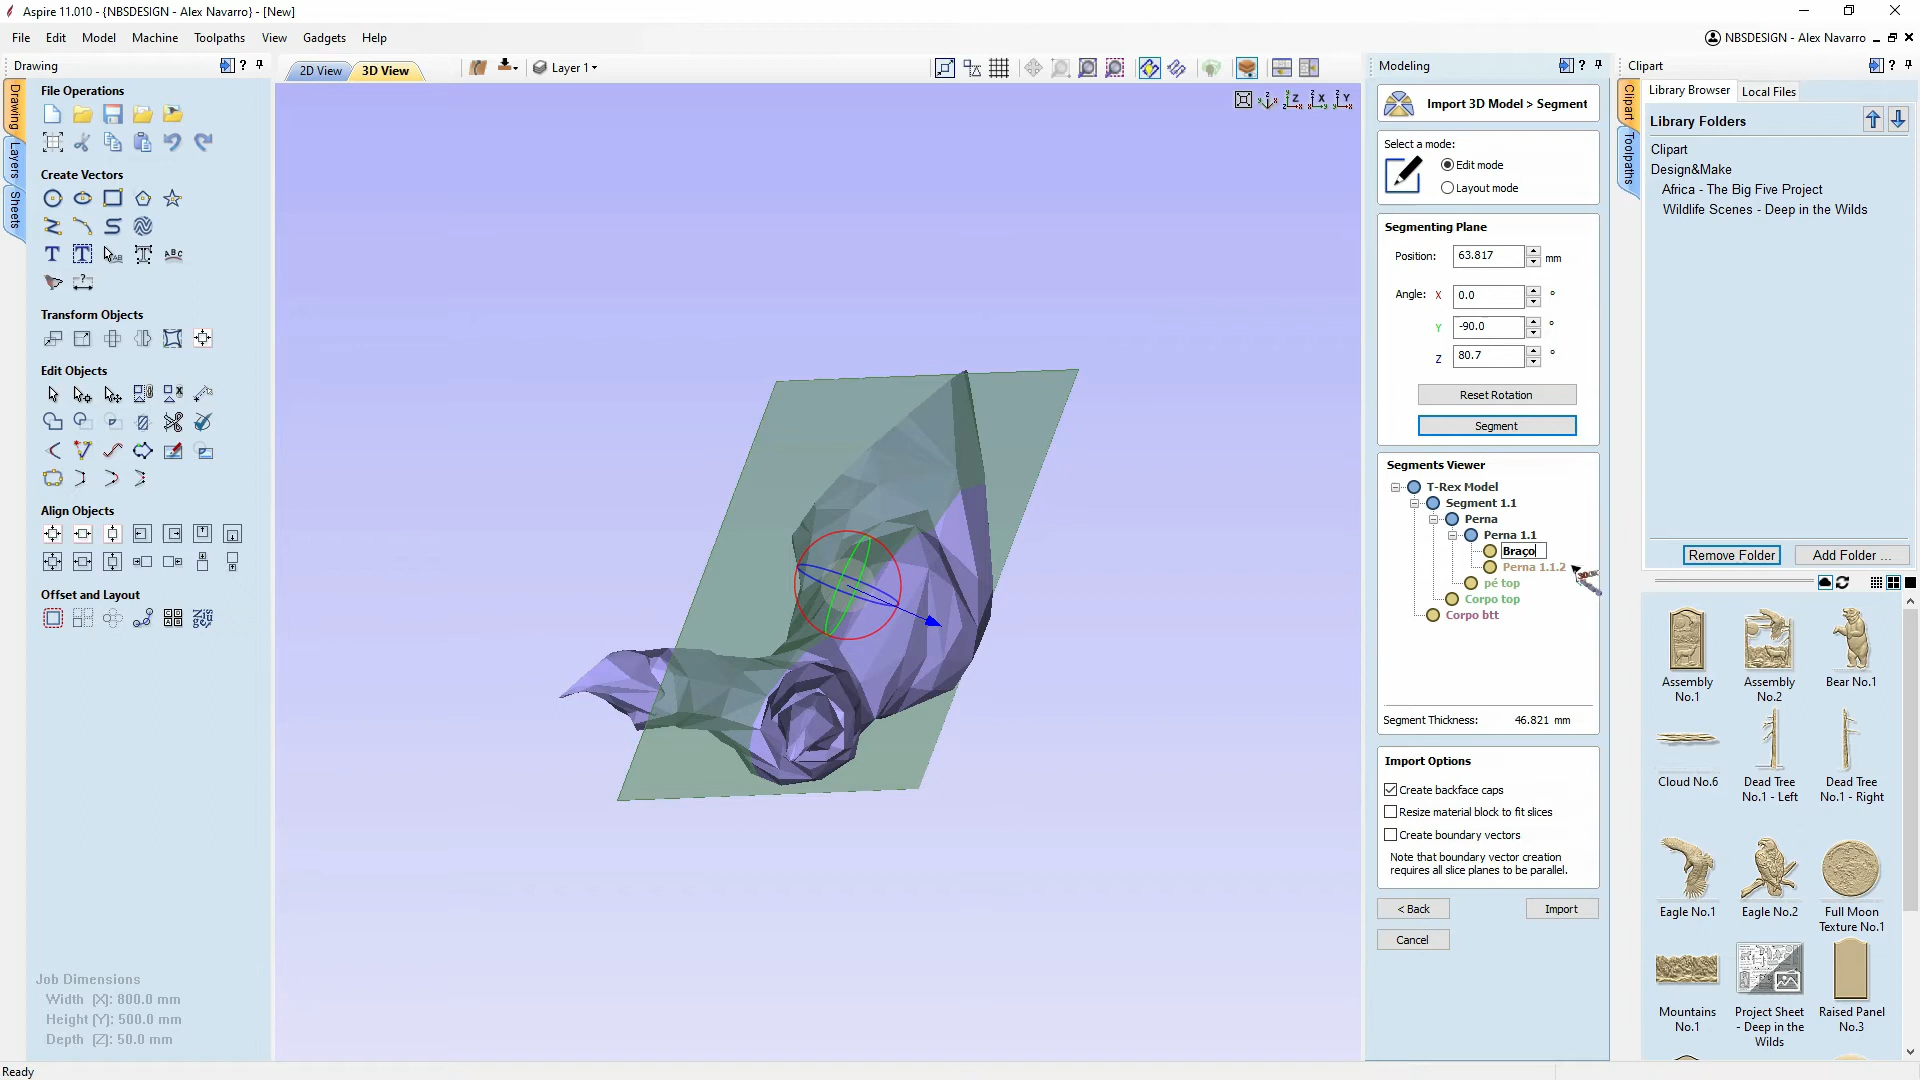 Aspire 11.010 - {NBSDESIGN - Alex Navarro} - [New]
File Edit Model Machine Toolpaths View Gadgets Help
NBSDESIGN - Alex Navarro
Drawing
2D View
3D View
Layer 1
Modeling
Clipart
Drawing
Layers
Sheets
File Operations
Create Vectors
Transform Objects
Edit Objects
Align Objects
Offset and Layout
Job Dimensions
Width (X): 800.0 mm
Height (Y): 500.0 mm
Depth (Z): 50.0 mm
Ready
Import 3D Model > Segment
Select a mode:
Edit mode
Layout mode
Segmenting Plane
Position: 63.817 mm
Angle: X 0.0 °
Y -90.0 °
Z 80.7 °
Reset Rotation
Segment
Segments Viewer
T-Rex Model
Segment 1.1
Perna
Perna 1.1
Braço
Perna 1.1.2
pé top
Corpo top
Corpo btt
Segment Thickness: 46.821 mm
Import Options
Create backface caps
Resize material block to fit slices
Create boundary vectors
Note that boundary vector creation
requires all slice planes to be parallel.
< Back
Import
Cancel
Clipart
Toolpaths
Library Browser
Local Files
Library Folders
Clipart
Design&Make
Africa - The Big Five Project
Wildlife Scenes - Deep in the Wilds
Remove Folder
Add Folder ...
Assembly
No.1
Assembly
No.2
Bear No.1
Cloud No.6
Dead Tree
No.1 - Left
Dead Tree
No.1 - Right
Eagle No.1
Eagle No.2
Full Moon
Texture No.1
Mountains
No.1
Project Sheet
- Deep in the
Wilds
Raised Panel
No.3